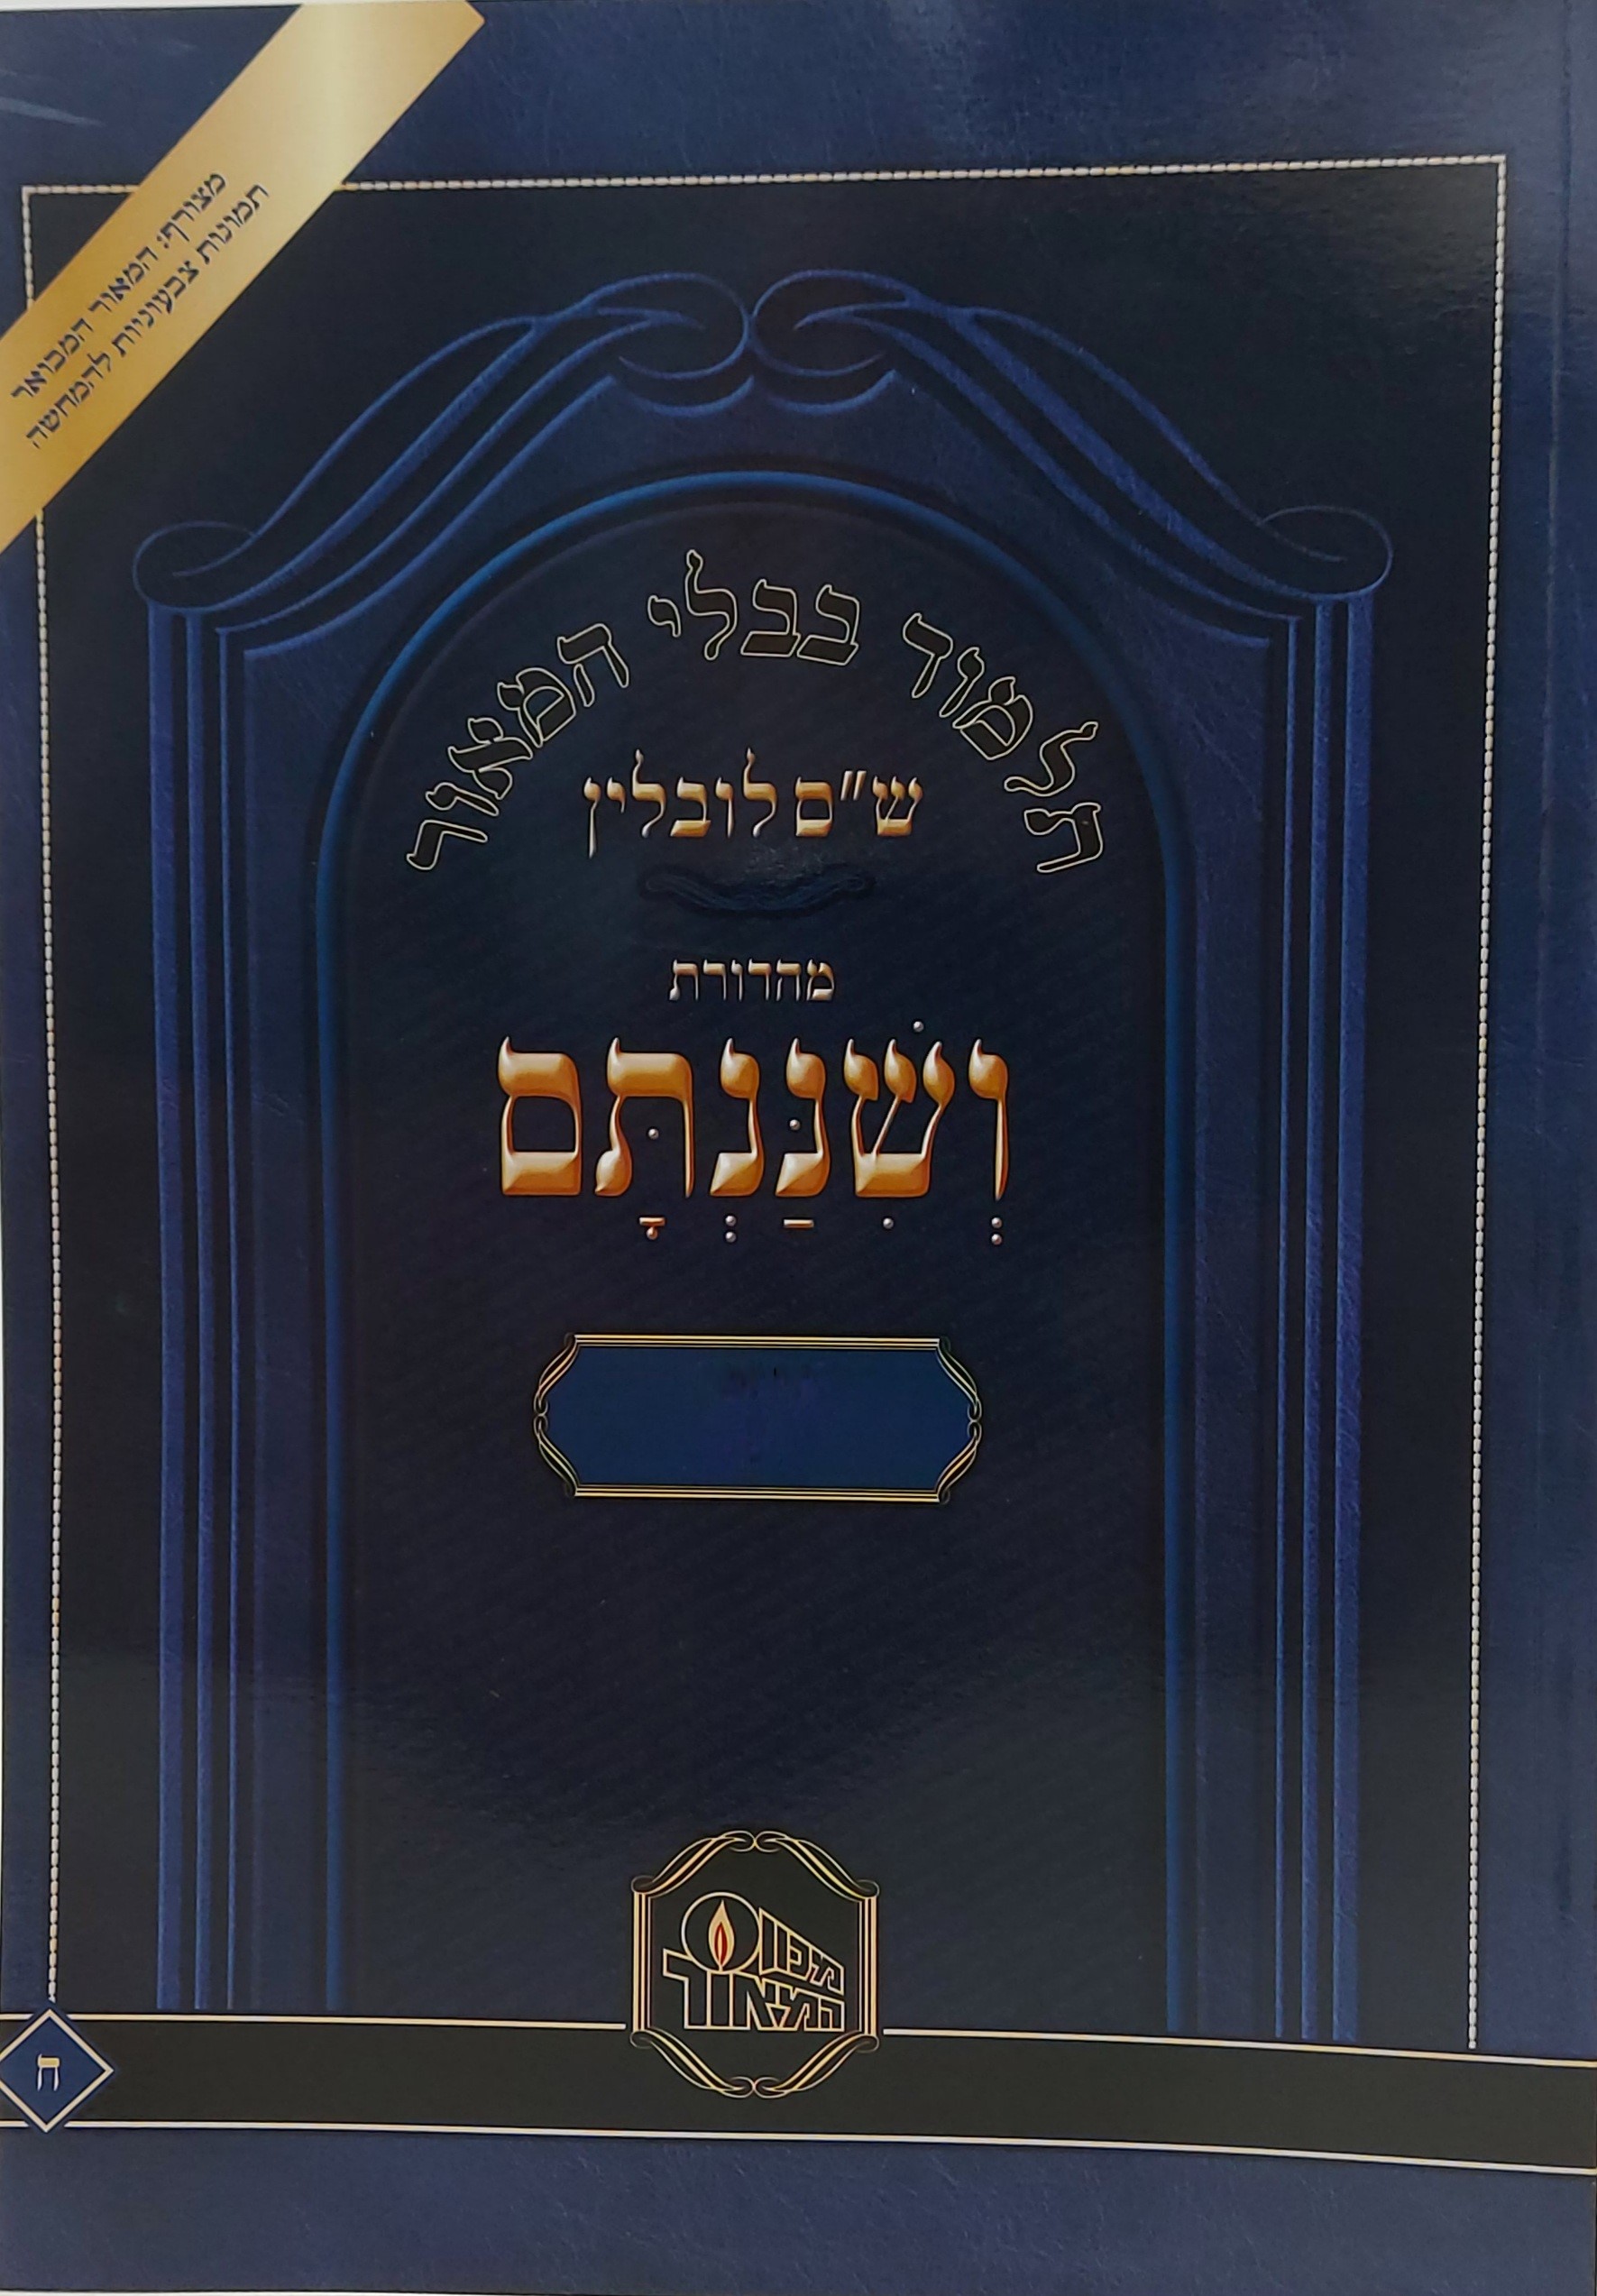 מצורף: המאור המבואר
תמונות צבעוניות להמחשה
תלמוד בבלי המאור
ש"ס לובלין
מהדורת
וְשִׁנַּנְתָּם
מכון
המאור
ח